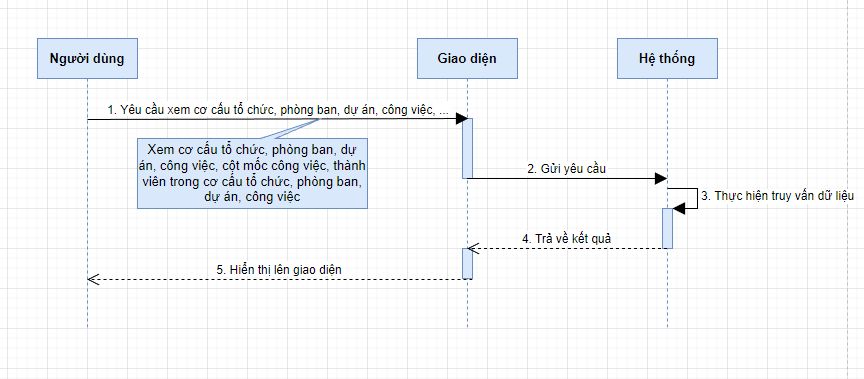 Người dùng
Giao diện
Hệ thống
1. Yêu cầu xem cơ cấu tổ chức, phòng ban, dự án, công việc, ...
Xem cơ cấu tổ chức, phòng ban, dự
án, công việc, cột mốc công việc, thành
viên trong cơ cấu tổ chức, phòng ban,
dự án, công việc
2. Gửi yêu cầu
3. Thực hiện truy vấn dữ liệu
4. Trả về kết quả
5. Hiển thị lên giao diện